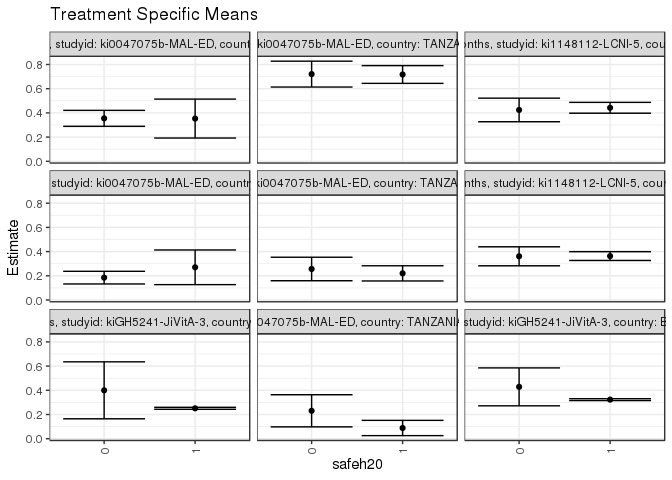 Treatment Specific Means
, studyid: ki0047075b-MAL-ED, count
ki0047075b-MAL-ED, country: TANZA
nths, studyid: ki1148112-LCNI-5, cou
0.8
0.6
0.4
0.2
0.0
studyid: ki0047075b-MAL-ED, countr
ki0047075b-MAL-ED, country: TANZA
nths, studyid: ki1148112-LCNI-5, coun
0.8
0.6
0.4
0.2
0.0
s, studyid: kiGH5241-JiVitA-3, country
047075b-MAL-ED, country: TANZANI
studyid: kiGH5241-JiVitA-3, country: B
0.8
0.6
0.4
0.2
0.0
Estimate
0 1 0 1 0 1
safeh20